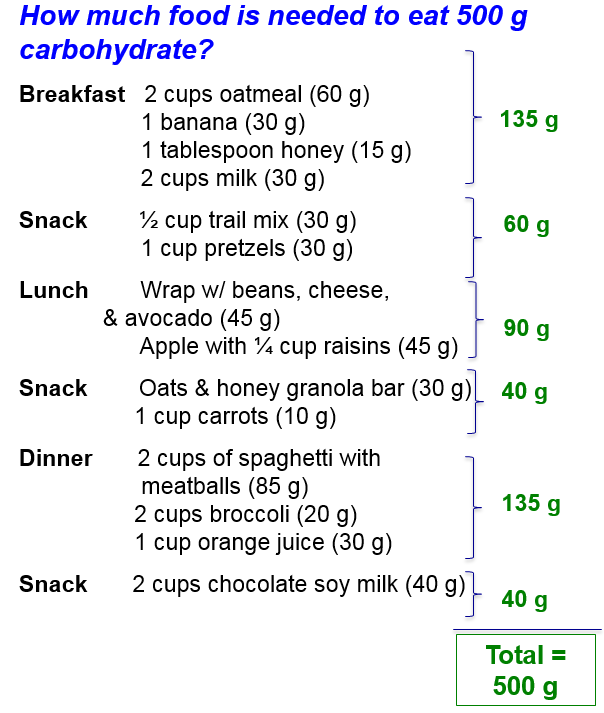 How much food is needed to eat 500 g
carbohydrate?
Breakfast 2 cups oatmeal (60 g)
1 banana (30 g)
1 tablespoon honey (15 g)
2 cups milk (30 g)
135 g
Snack ½ cup trail mix (30 g)
1 cup pretzels (30 g)
60 g
Lunch Wrap w/ beans, cheese,
& avocado (45 g)
Apple with ¼ cup raisins (45 g)
90 g
Snack Oats & honey granola bar (30 g)
1 cup carrots (10 g)
40 g
Dinner 2 cups of spaghetti with
meatballs (85 g)
2 cups broccoli (20 g)
1 cup orange juice (30 g)
135 g
Snack 2 cups chocolate soy milk (40 g)
40 g
Total =
500 g